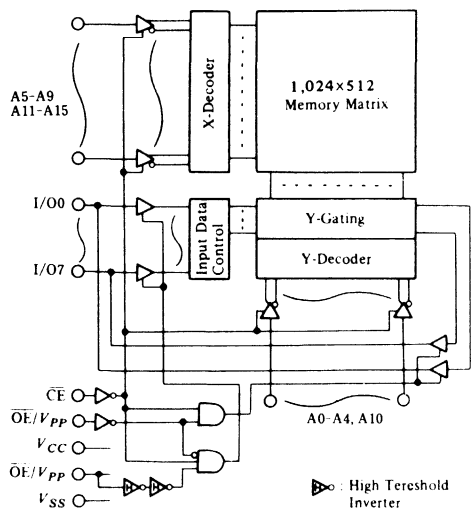 1,024×512
Memory Matrix
X-Decoder
A5-A9
A11-A15
I/O0
I/O7
Input Data
Control
Y-Gating
Y-Decoder
CE
OE/VPP
VCC
OE/VPP
VSS
A0-A4, A10
: High Tereshold
Inverter